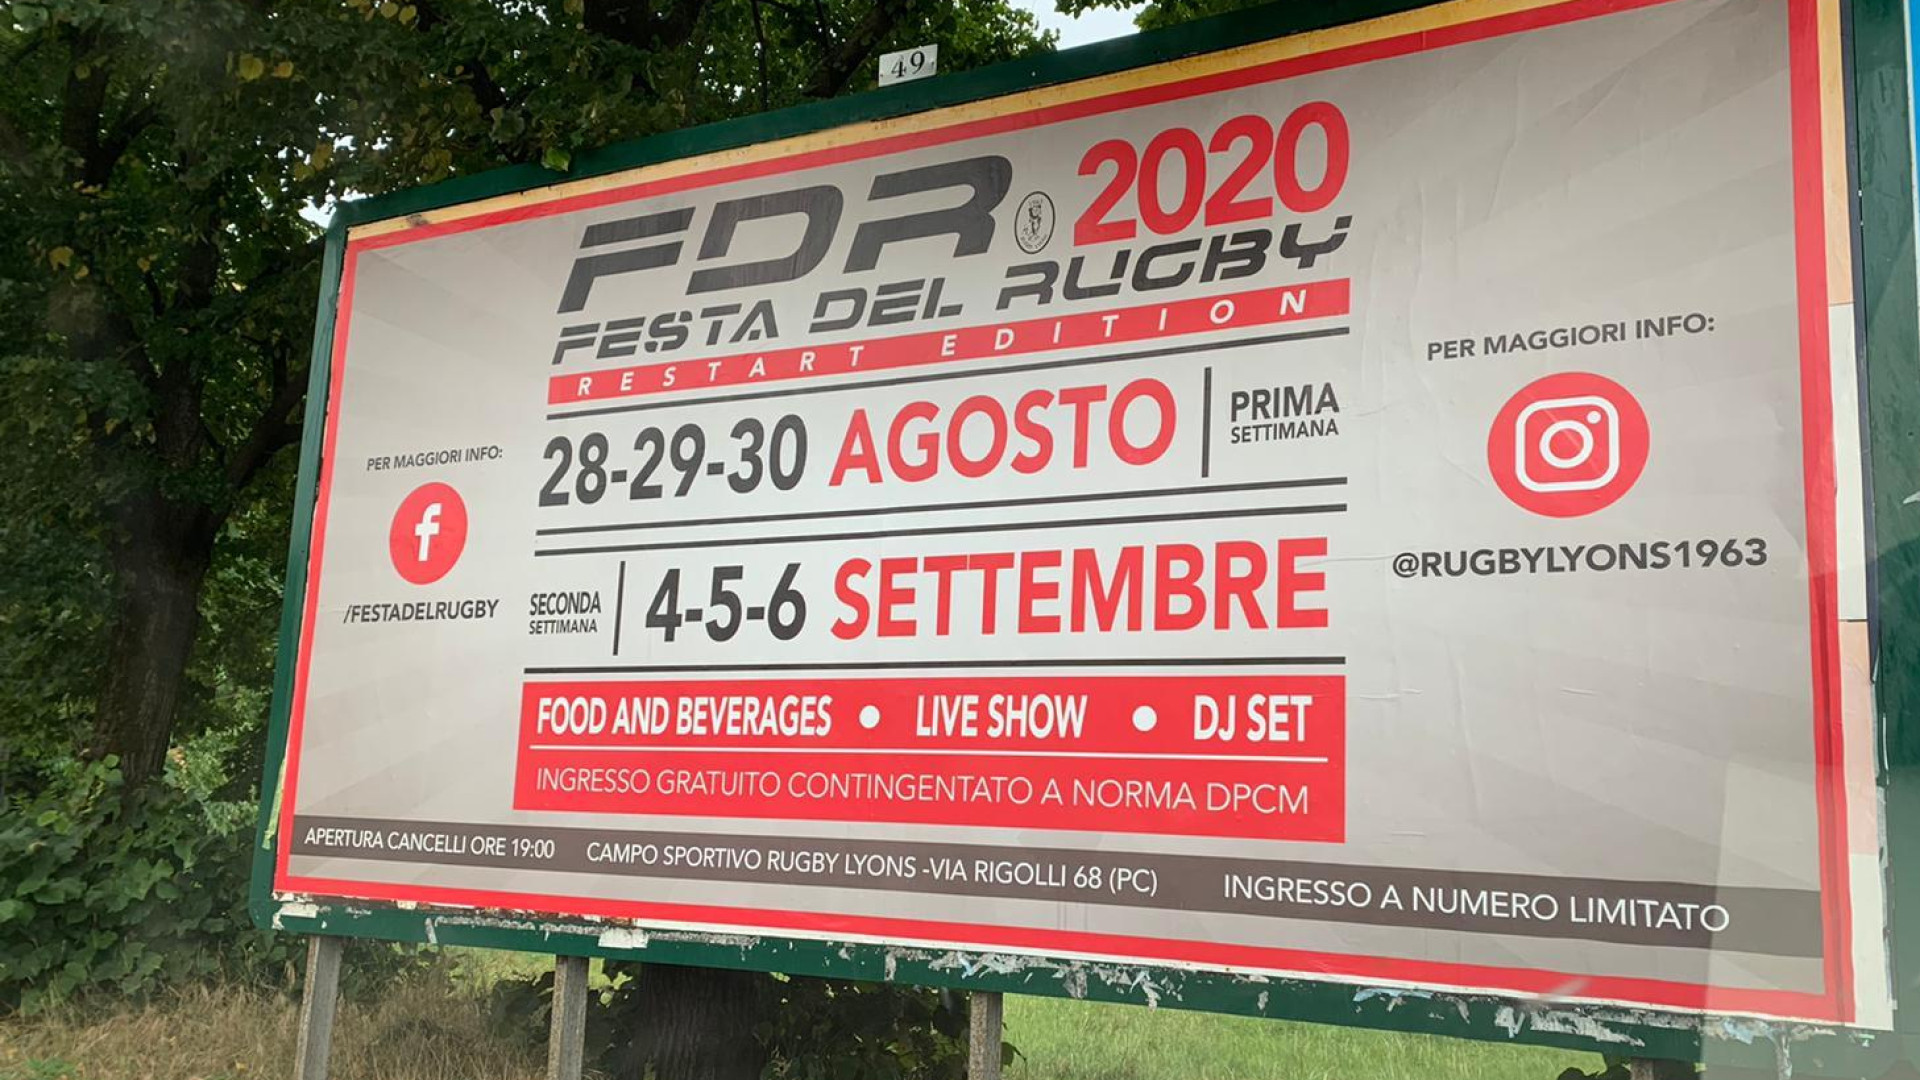 49
FDR 2020
FESTA DEL RUGBY
RESTART EDITION
28-29-30 AGOSTO
PRIMA
SETTIMANA
SECONDA
SETTIMANA
4-5-6 SETTEMBRE
FOOD AND BEVERAGES • LIVE SHOW • DJ SET
INGRESSO GRATUITO CONTINGENTATO A NORMA DPCM
PER MAGGIORI INFO:
/FESTADELRUGBY
PER MAGGIORI INFO:
@RUGBYLYONS1963
APERTURA CANCELLI ORE 19:00 CAMPO SPORTIVO RUGBY LYONS -VIA RIGOLLI 68 (PC) INGRESSO A NUMERO LIMITATO